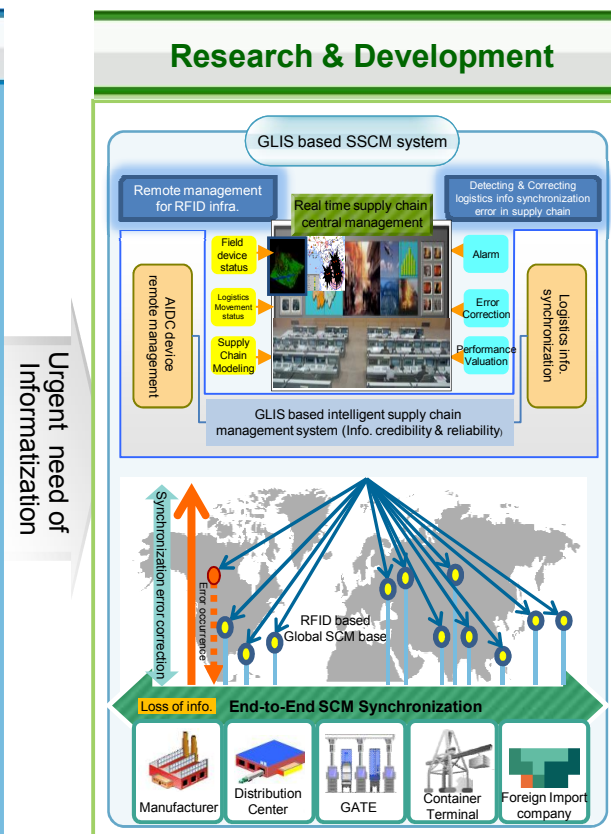 Research & Development
GLIS based SSCM system
Remote management
for RFID infra.
Real time supply chain
central management
Detecting & Correcting
logistics info synchronization
error in supply chain
Field
device
status
Logistics
Movement
status
Supply
Chain
Modeling
Alarm
Error
Correction
Performance
Valuation
AIDC device
remote management
Logistics info.
synchronization
GLIS based intelligent supply chain
management system (Info. credibility & reliability)
Urgent need of
Informatization
Synchronization error correction
Error occurrence
RFID based
Global SCM base
Loss of info.
End-to-End SCM Synchronization
Manufacturer
Distribution
Center
GATE
Container
Terminal
Foreign Import
company